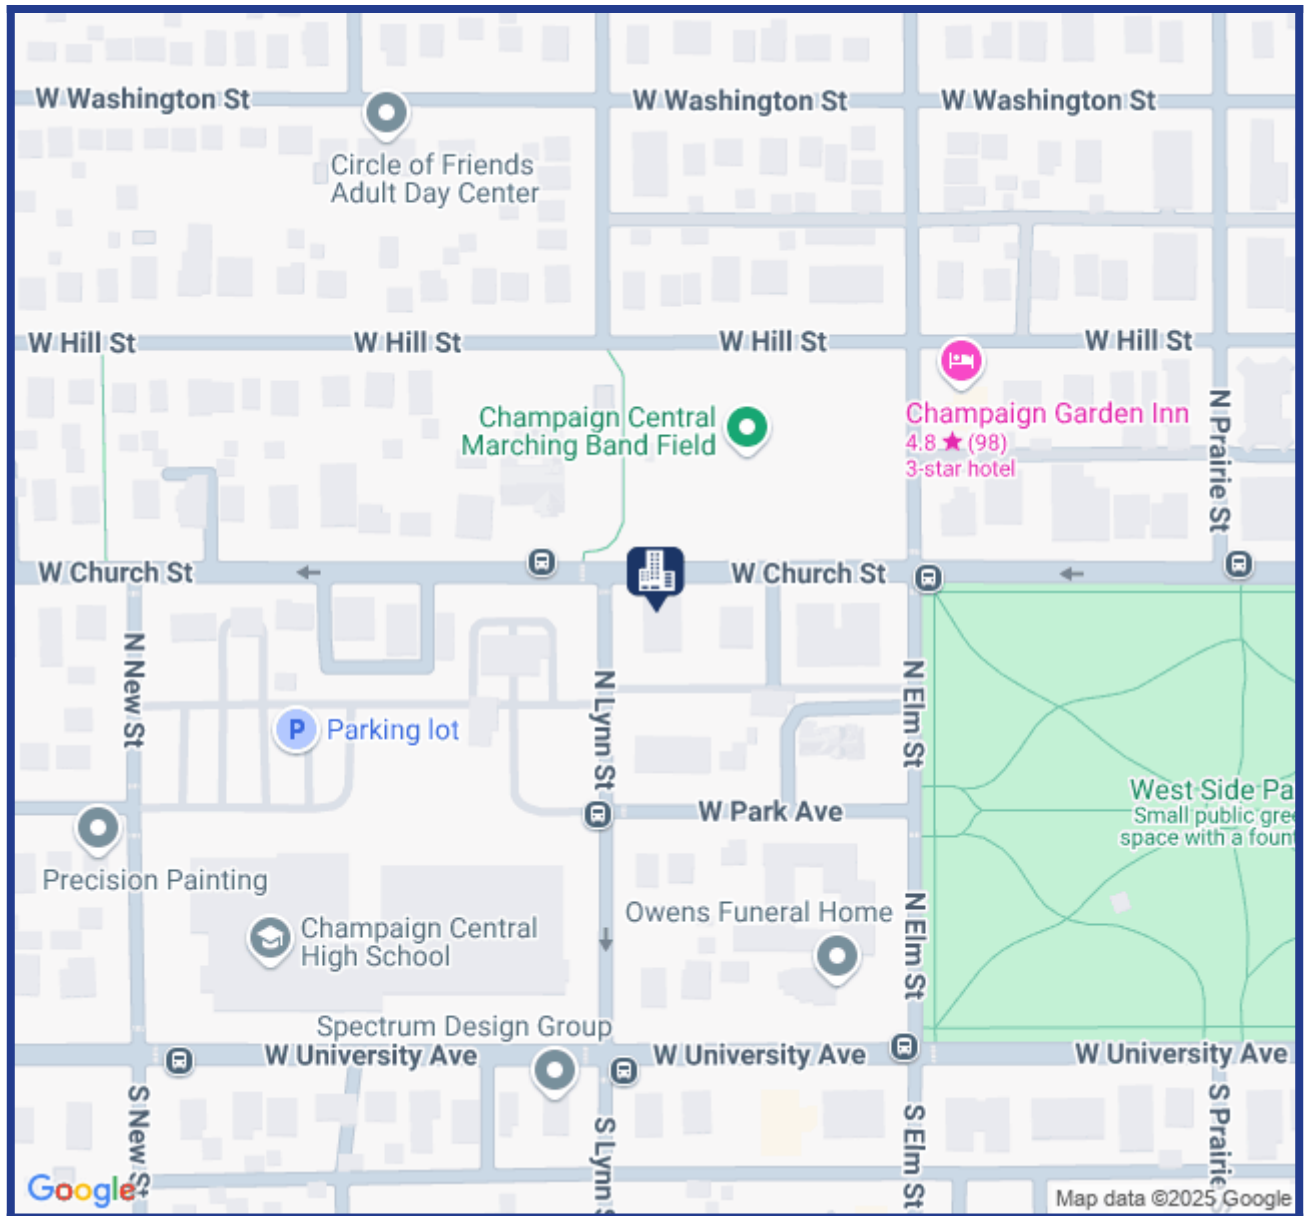 W Washington St
W Washington St
W Washington St
Circle of Friends
Adult Day Center
W Hill St
W Hill St
W Hill St
W Hill St
Champaign Central
Marching Band Field
Champaign Garden Inn
4.8 ★ (98)
3-star hotel
N Prairie St
W Church St
W Church St
N New St
N Lynn St
N Elm St
P Parking lot
W Park Ave
West Side Pa
Small public gre
space with a foun
Precision Painting
Champaign Central
High School
Owens Funeral Home
N Elm St
Spectrum Design Group
W University Ave
W University Ave
W University Ave
S New St
S Lynn S
S Elm St
S Prairie
Google
Map data ©2025 Google